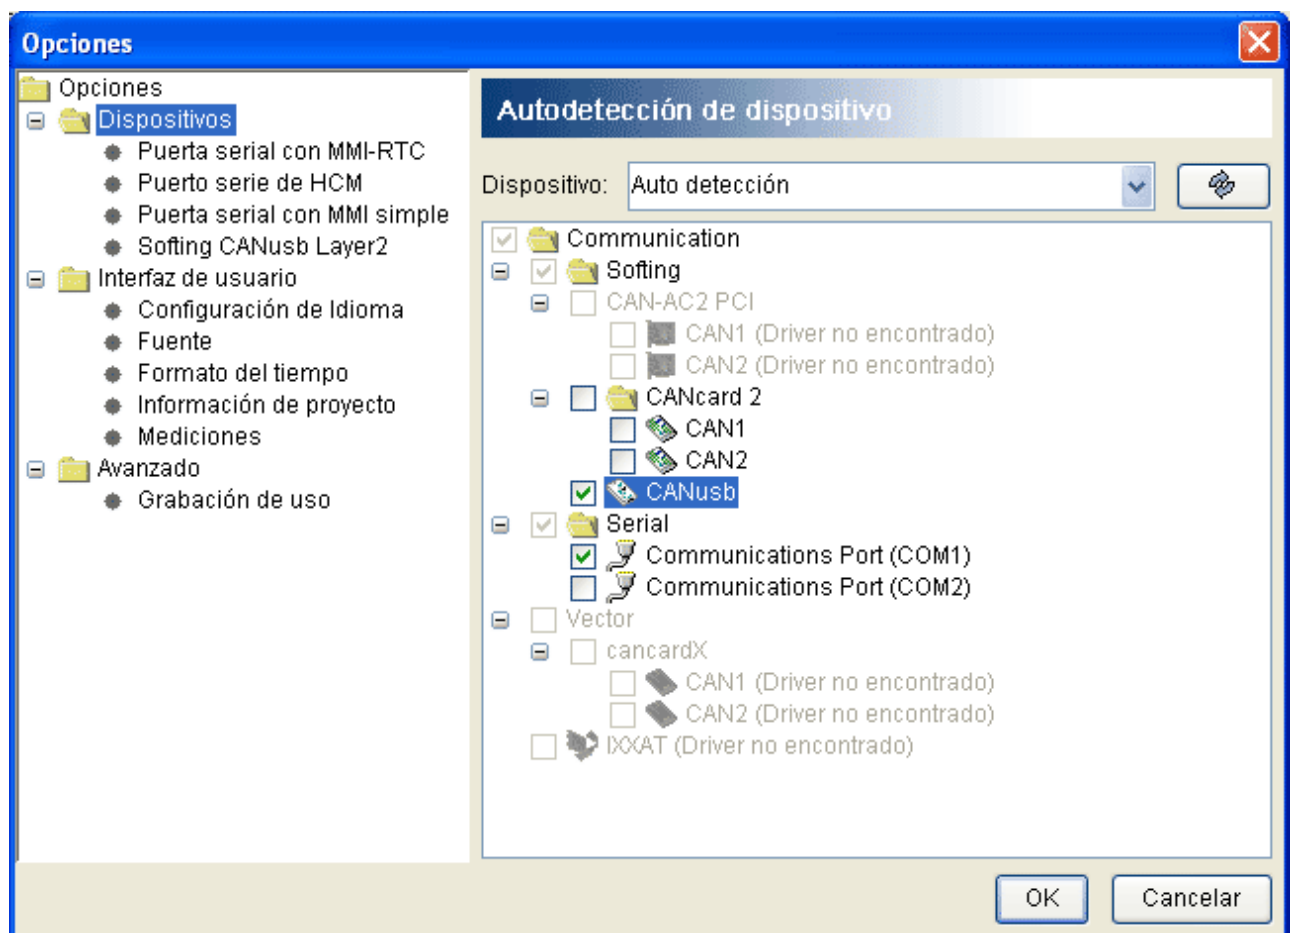 Opciones
Opciones
Dispositivos
Puerta serial con MMI-RTC
Puerto serie de HCM
Puerta serial con MMI simple
Softing CANusb Layer2
Interfaz de usuario
Configuración de Idioma
Fuente
Formato del tiempo
Información de proyecto
Mediciones
Avanzado
Grabación de uso
Autodetección de dispositivo
Dispositivo: Auto detección
Communication
Softing
CAN-AC2 PCI
CAN1 (Driver no encontrado)
CAN2 (Driver no encontrado)
CANcard 2
CAN1
CAN2
CANusb
Serial
Communications Port (COM1)
Communications Port (COM2)
Vector
cancardX
CAN1 (Driver no encontrado)
CAN2 (Driver no encontrado)
IXXAT (Driver no encontrado)
OK Cancelar